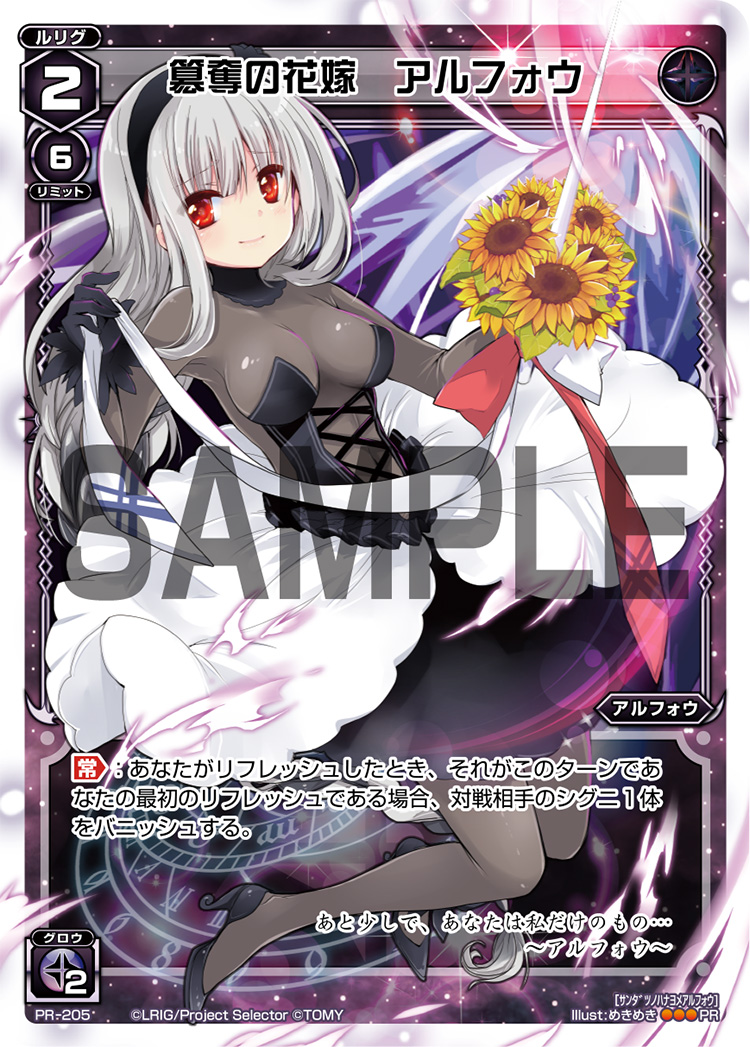 ルリグ
2
篡奪の花嫁 アルフォウ
6
リミット
SAMPLE
アルフォウ
常:あなたがリフレッシュしたとき、それがこのターンであ
なたの最初のリフレッシュである場合、対戦相手のシグニ1体
をバニッシュする。
あと少しで、あなたは私だけのもの…
～アルフォウ～
グロウ
2
[サンダツノハナヨメアルフォウ]
PR-205 ©LRIG/Project Selector ©TOMY Illust:めきめき PR